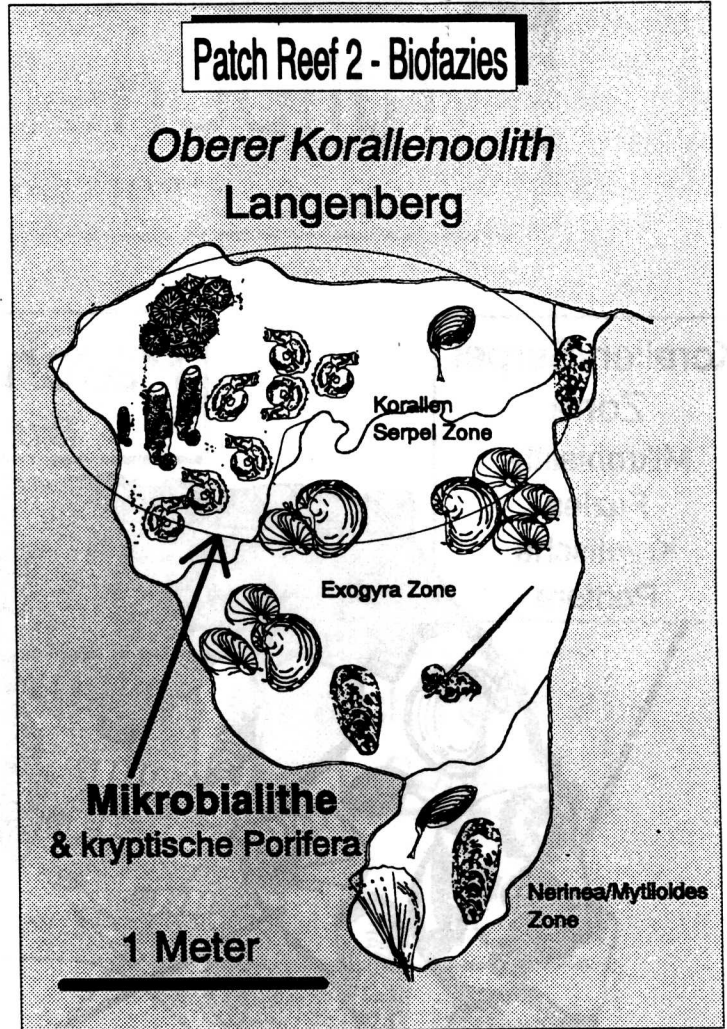 Patch Reef 2 - Biofazies
Oberer Korallenoolith
Langenberg
Korallen
Serpel Zone
Exogyra Zone
Mikrobialithe
& kryptische Porifera
Nerinea/Mytiloides
Zone
1 Meter